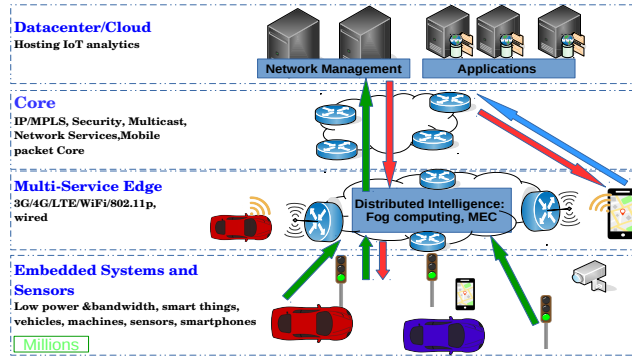 Datacenter/Cloud
Hosting IoT analytics
Network Management
Applications
Core
IP/MPLS, Security, Multicast,
Network Services,Mobile
packet Core
Multi-Service Edge
3G/4G/LTE/WiFi/802.11p,
wired
Distributed Intelligence:
Fog computing, MEC
Embedded Systems and
Sensors
Low power &bandwidth, smart things,
vehicles, machines, sensors, smartphones
Millions